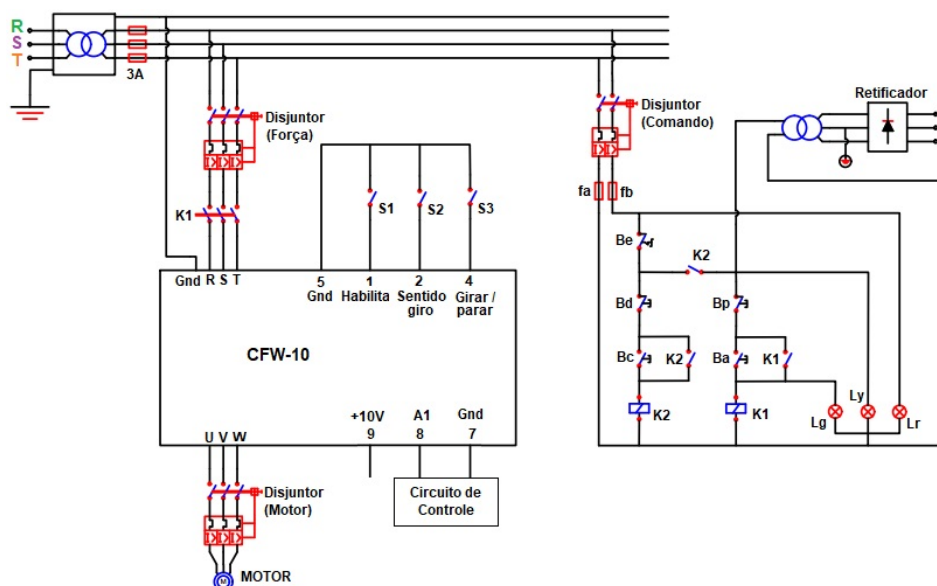 R
S
T
3A
Disjuntor
(Força)
Disjuntor
(Comando)
Retificador
fa
fb
K1
S1
S2
S3
Be
K2
Gnd
R
S
T
5
Gnd
1
Habilita
2
Sentido
giro
4
Girar /
parar
Bd
Bp
CFW-10
Bc
K2
Ba
K1
K2
K1
Lg
Ly
Lr
+10V
9
A1
8
Gnd
7
U
V
W
Disjuntor
(Motor)
Circuito de
Controle
M
MOTOR